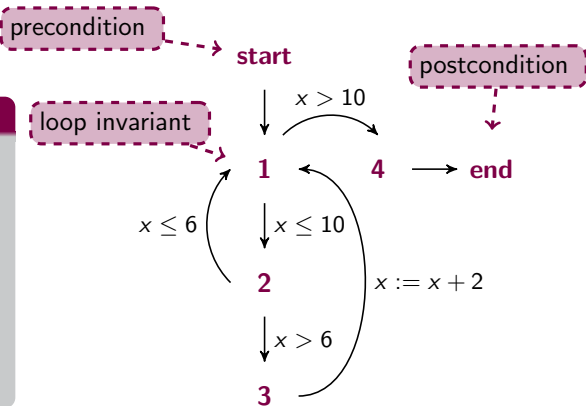 precondition
start
postcondition
x > 10
loop invariant
1
4
end
x ≤ 6
x ≤ 10
2
x := x + 2
x > 6
3